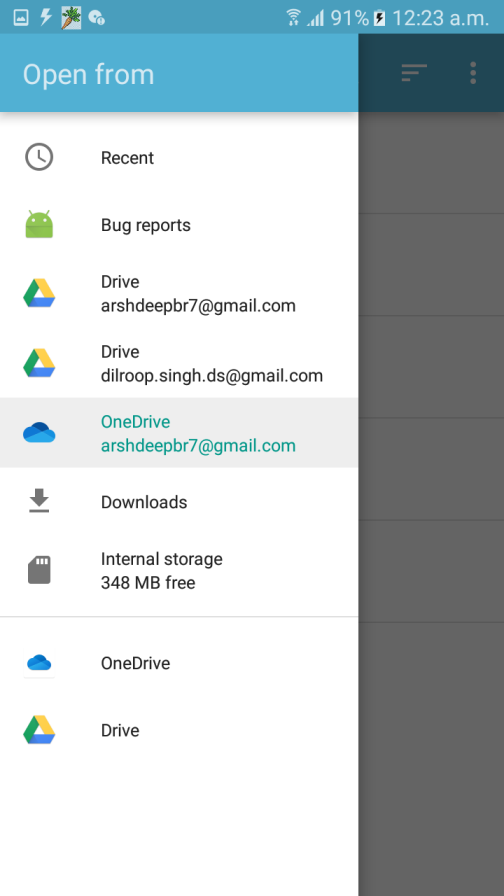 91% 12:23 a.m.
Open from
Recent
Bug reports
Drive
arshdeepbr7@gmail.com
Drive
dilroop.singh.ds@gmail.com
OneDrive
arshdeepbr7@gmail.com
Downloads
Internal storage
348 MB free
OneDrive
Drive